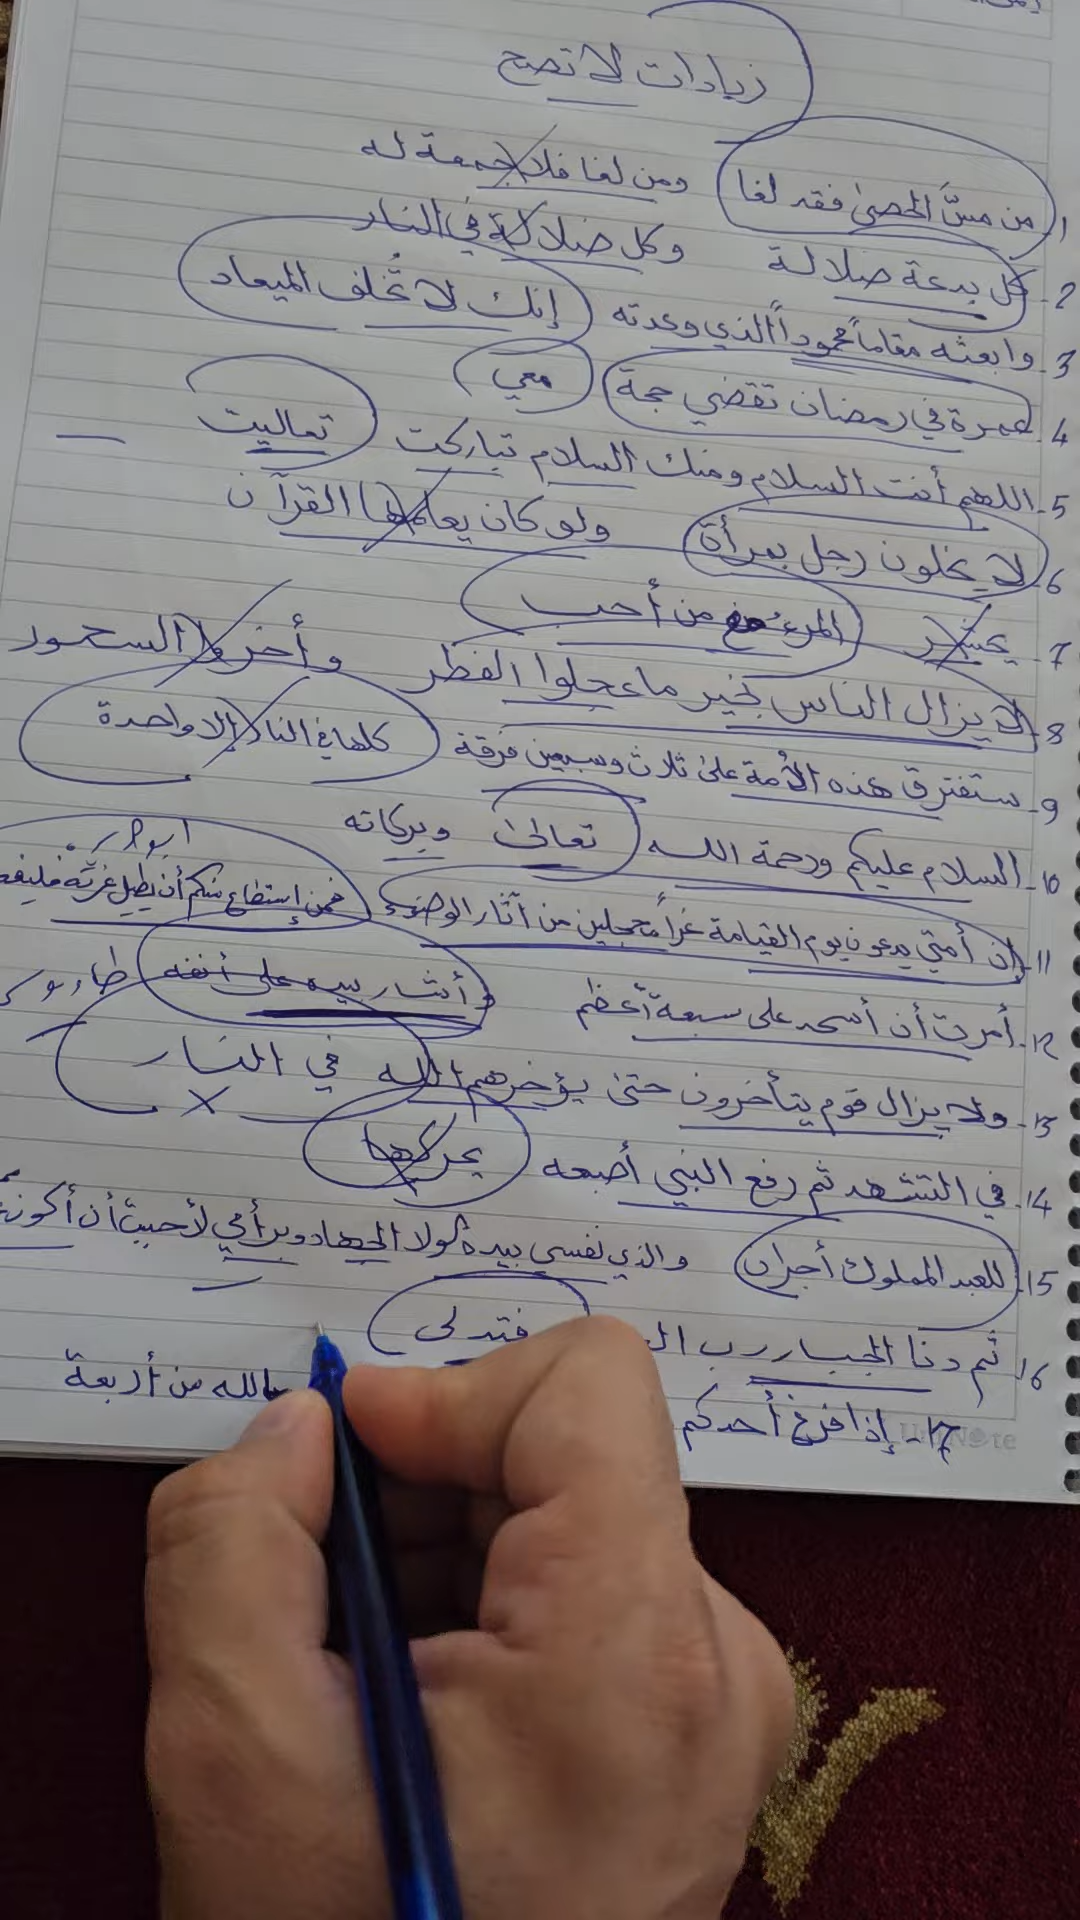 زيادات لا تصح
1. من مسَّ الحصى فقد لغا ومن لغا فلا جمعة له
2. كل بدعة ضلالة وكل ضلالة في النار
3. وابعثه مقاماً محموداً الذي وعدته إنك لا تُخلف الميعاد
4. عمرة في رمضان تقضي حجة معي
5. اللهم أنت السلام ومنك السلام تباركت تعاليت
6. لا يخلون رجل بمرأة ولو كان يعلمها القرآن
7. يحشر المرء مع من أحب
8. لا يزال الناس بخير ما عجلوا الفطر وأخروا السحور
9. ستفترق هذه الأمة على ثلاث وسبعين فرقة كلها في النار إلا واحدة
10. السلام عليكم ورحمة الله تعالى وبركاته
11. إن أمتي يدعون يوم القيامة غراً محجلين من آثار الوضوء فمن إستطاع منكم أن يطيل غرته فليفعل
12. أمرت أن أسجد على سبعة أعظم وأشار بيده على أنفه
13. ولا يزال قوم يتأخرون حتى يؤخرهم الله في النار
14. في التشهد ثم رفع النبي أصبعه يحركها
15. للعبد المملوك أجران والذي نفسي بيده لولا الجهاد وبر أمي لأحببت أن أكون
16. ثم دنا الجبار رب فتدلى
17. إذا فرغ أحدكم بالله من أربعة